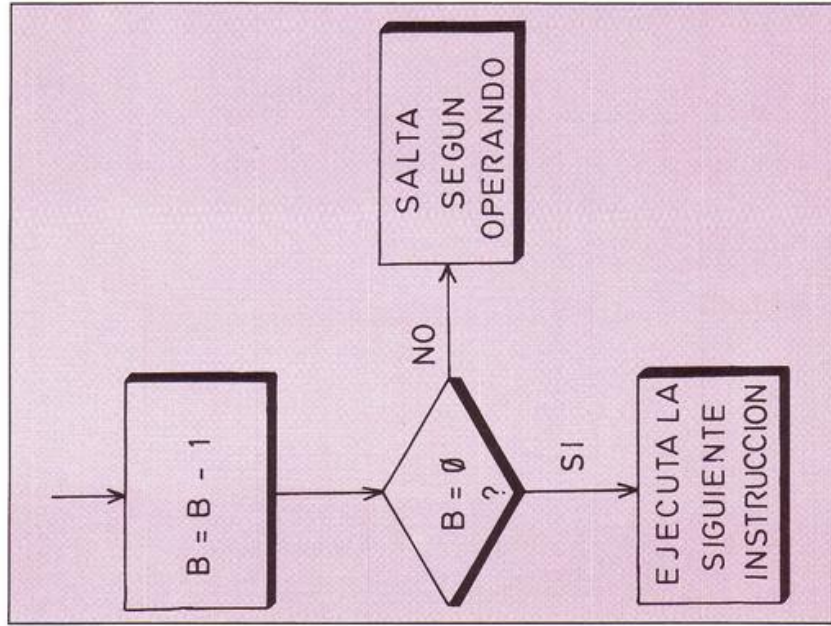 B = B - 1
B = Ø
?
NO
SALTA
SEGUN
OPERANDO
SI
EJECUTA LA
SIGUIENTE
INSTRUCCION